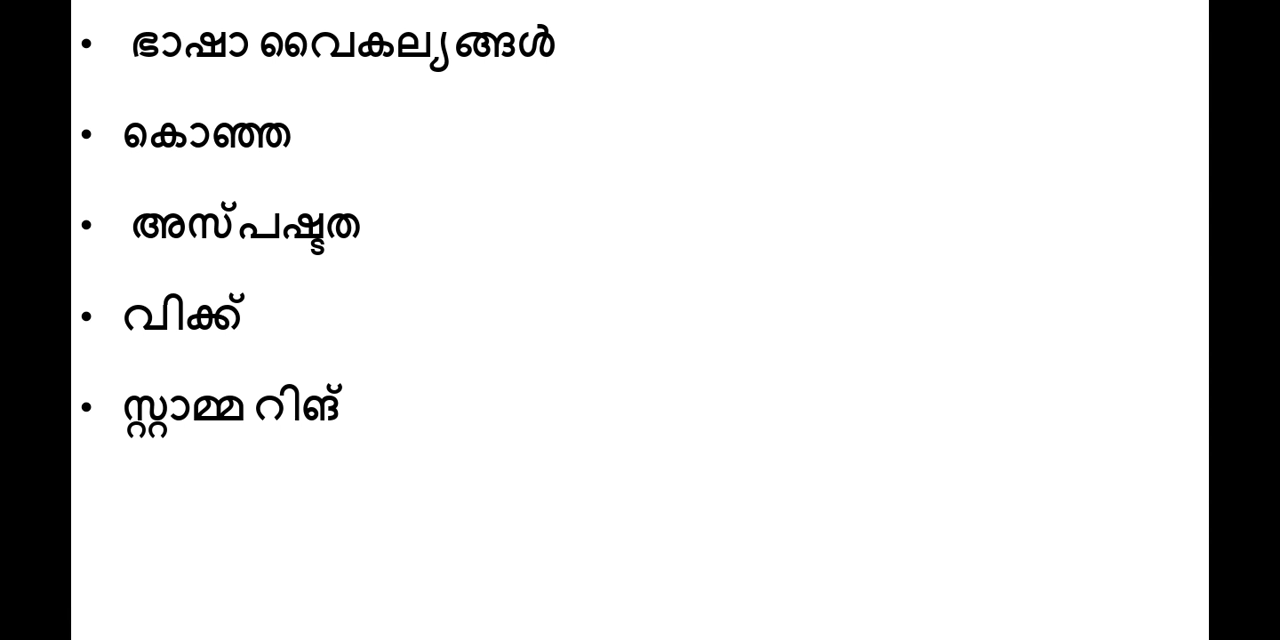 • ഭാഷാ വൈകല്യങ്ങൾ
• കൊഞ്ഞ
• അസ്പഷ്ടത
• വിക്ക്
• സ്റ്റാമ്മ റിങ്